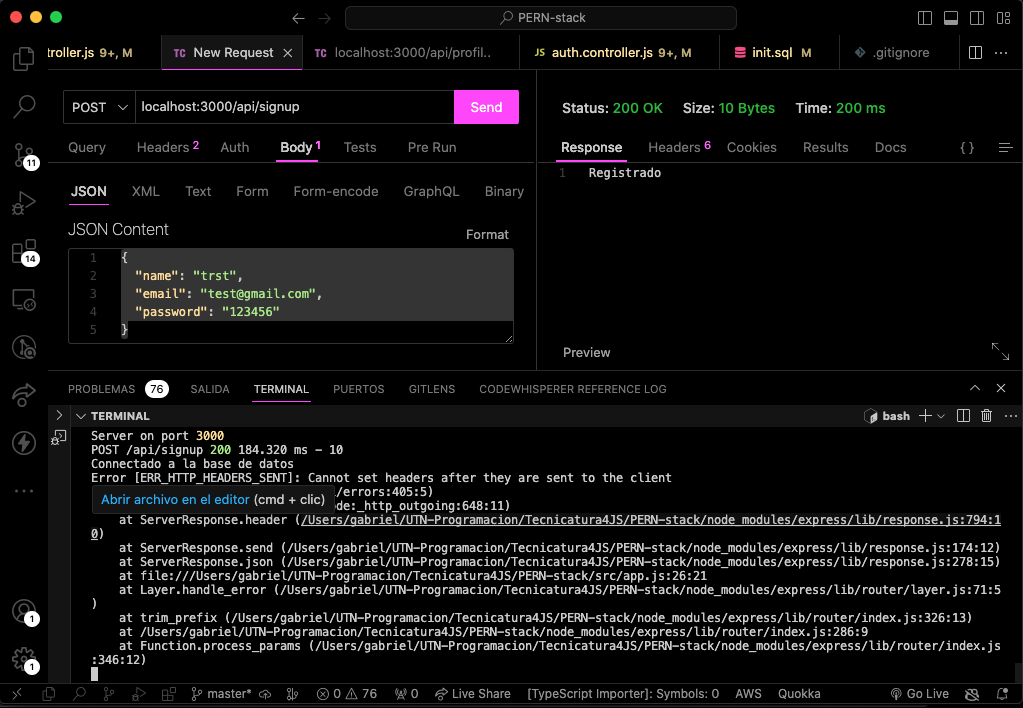 PERN-stack
troller.js 9+, M
TC New Request
TC localhost:3000/api/profil...
JS auth.controller.js 9+, M
init.sql M
.gitignore
POST localhost:3000/api/signup Send
Query Headers 2 Auth Body 1 Tests Pre Run
JSON XML Text Form Form-encode GraphQL Binary
JSON Content
Format
1 {
2 "name": "trst",
3 "email": "test@gmail.com",
4 "password": "123456"
5 }
Status: 200 OK Size: 10 Bytes Time: 200 ms
Response Headers 6 Cookies Results Docs { }
1 Registrado
Preview
11
14
1
1
PROBLEMAS 76 SALIDA TERMINAL PUERTOS GITLENS CODEWHISPERER REFERENCE LOG
TERMINAL
bash
Server on port 3000
POST /api/signup 200 184.320 ms - 10
Connectado a la base de datos
Error [ERR_HTTP_HEADERS_SENT]: Cannot set headers after they are sent to the client
/errors:405:5)
Abrir archivo en el editor (cmd + clic)
de:_http_outgoing:648:11)
at ServerResponse.header (/Users/gabriel/UTN-Programacion/Tecnicatura4JS/PERN-stack/node_modules/express/lib/response.js:794:1
0)
at ServerResponse.send (/Users/gabriel/UTN-Programacion/Tecnicatura4JS/PERN-stack/node_modules/express/lib/response.js:174:12)
at ServerResponse.json (/Users/gabriel/UTN-Programacion/Tecnicatura4JS/PERN-stack/node_modules/express/lib/response.js:278:15)
at file:///Users/gabriel/UTN-Programacion/Tecnicatura4JS/PERN-stack/src/app.js:26:21
at Layer.handle_error (/Users/gabriel/UTN-Programacion/Tecnicatura4JS/PERN-stack/node_modules/express/lib/router/layer.js:71:5
)
at trim_prefix (/Users/gabriel/UTN-Programacion/Tecnicatura4JS/PERN-stack/node_modules/express/lib/router/index.js:326:13)
at /Users/gabriel/UTN-Programacion/Tecnicatura4JS/PERN-stack/node_modules/express/lib/router/index.js:286:9
at Function.process_params (/Users/gabriel/UTN-Programacion/Tecnicatura4JS/PERN-stack/node_modules/express/lib/router/index.js
:346:12)
master* 0 76 0 Live Share [TypeScript Importer]: Symbols: 0 AWS Quokka Go Live